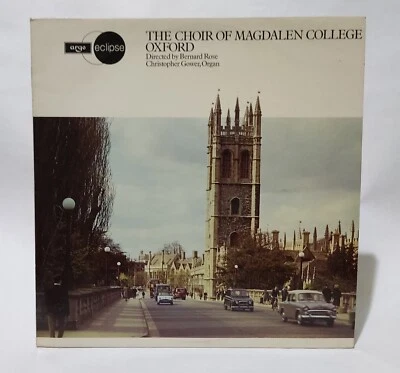 argo eclipse
THE CHOIR OF MAGDALEN COLLEGE
OXFORD
Directed by Bernard Rose
Christopher Gower, Organ